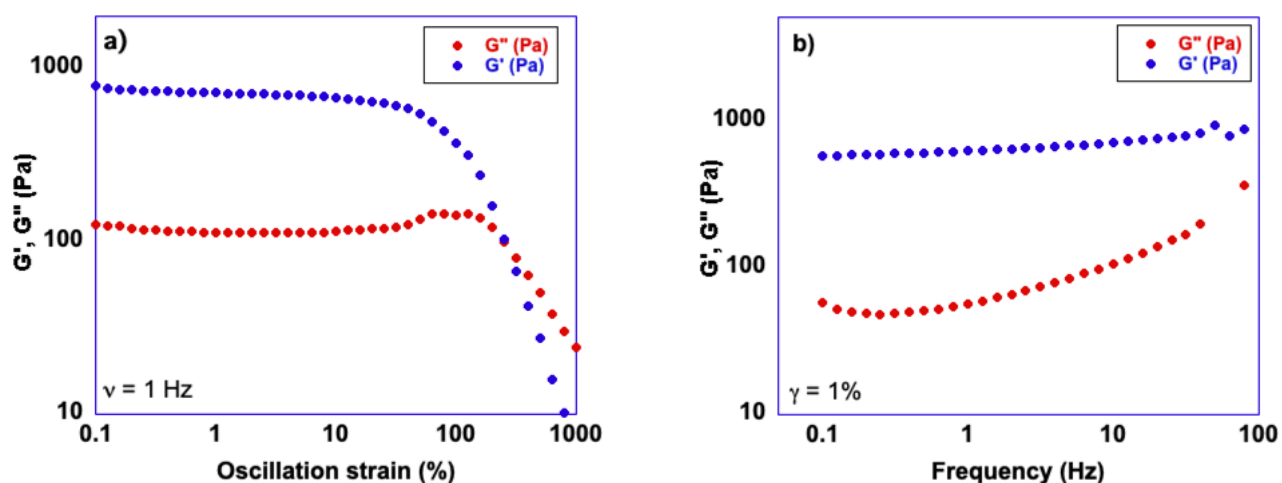 a)
G'' (Pa)
G' (Pa)
1000
100
10
G', G'' (Pa)
ν = 1 Hz
0.1 1 10 100 1000
Oscillation strain (%)
b)
G'' (Pa)
G' (Pa)
1000
100
10
G', G'' (Pa)
γ = 1%
0.1 1 10 100
Frequency (Hz)